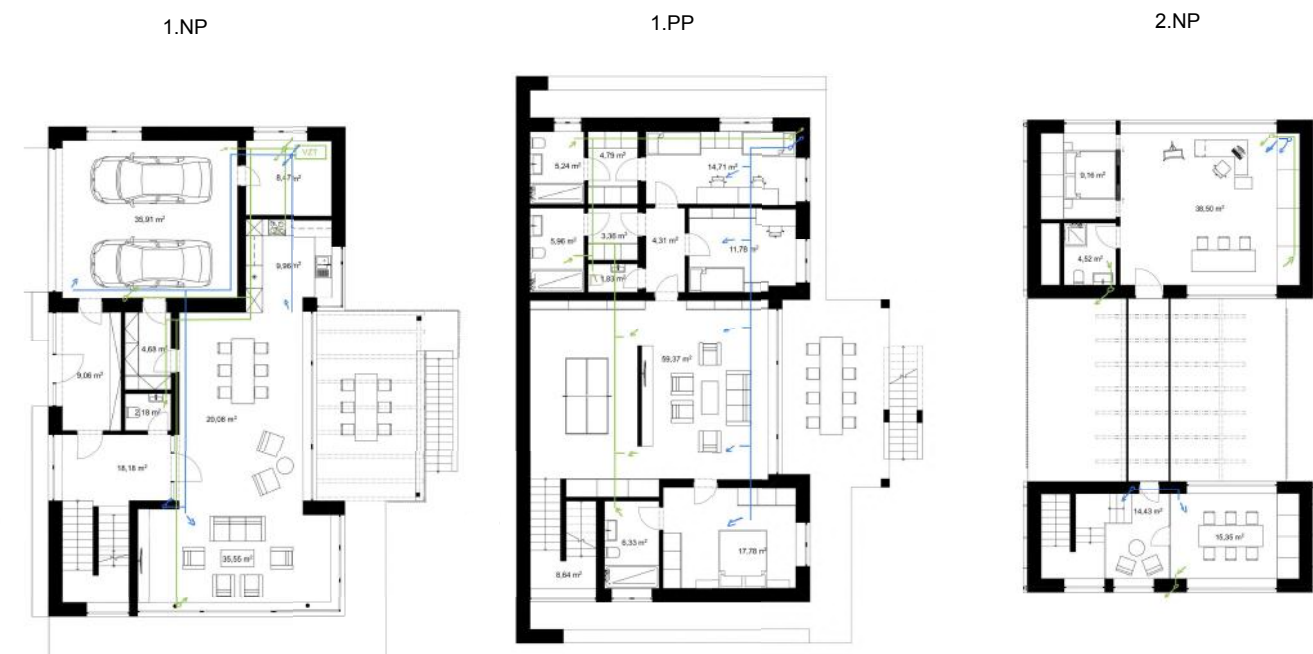 1.NP
1.PP
2.NP
VZT
8,47 m²
35,91 m²
9,96 m²
4,68 m²
9,06 m²
2,19 m²
20,08 m²
18,18 m²
35,55 m²
5,24 m²
4,79 m²
14,71 m²
5,96 m²
3,36 m²
4,31 m²
11,78 m²
1,83 m²
59,37 m²
6,33 m²
17,78 m²
8,64 m²
9,16 m²
38,50 m²
4,52 m²
14,43 m²
15,35 m²